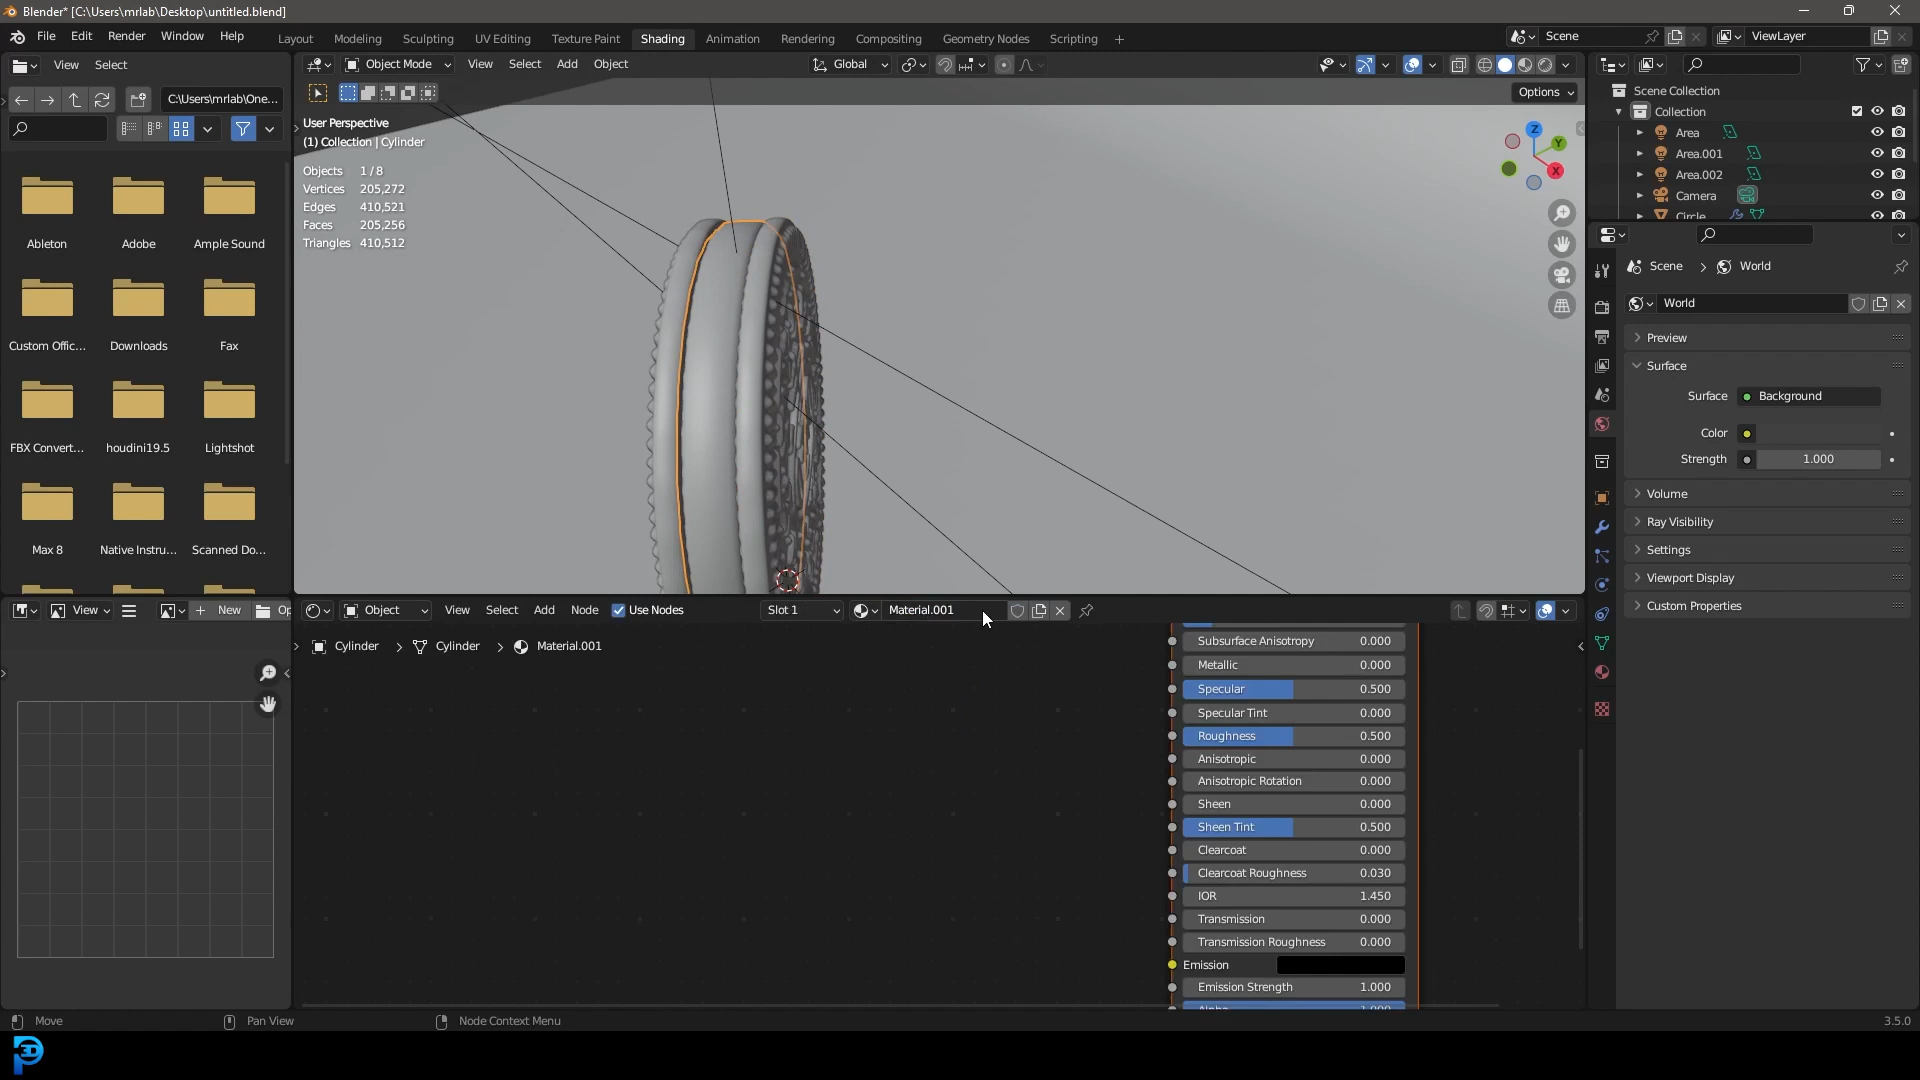 Blender* [C:\Users\mrlab\Desktop\untitled.blend]
File Edit Render Window Help
Layout Modeling Sculpting UV Editing Texture Paint Shading Animation Rendering Compositing Geometry Nodes Scripting +
Scene
ViewLayer
View Select
C:\Users\mrlab\One...
Ableton Adobe Ample Sound
Custom Offic... Downloads Fax
FBX Convert... houdini19.5 Lightshot
Max 8 Native Instru... Scanned Do...
Object Mode View Select Add Object Global
Options
User Perspective
(1) Collection | Cylinder
Objects 1/8
Vertices 205,272
Edges 410,521
Faces 205,256
Triangles 410,512
Z
Y
X
Scene Collection
Collection
Area
Area.001
Area.002
Camera
Circle
Scene > World
World
Preview
Surface
Surface Background
Color
Strength 1.000
Volume
Ray Visibility
Settings
Viewport Display
Custom Properties
View + New Op
Object View Select Add Node Use Nodes Slot 1 Material.001
Cylinder > Cylinder > Material.001
Subsurface Anisotropy 0.000
Metallic 0.000
Specular 0.500
Specular Tint 0.000
Roughness 0.500
Anisotropic 0.000
Anisotropic Rotation 0.000
Sheen 0.000
Sheen Tint 0.500
Clearcoat 0.000
Clearcoat Roughness 0.030
IOR 1.450
Transmission 0.000
Transmission Roughness 0.000
Emission
Emission Strength 1.000
Alpha 1.000
Move Pan View Node Context Menu 3.5.0